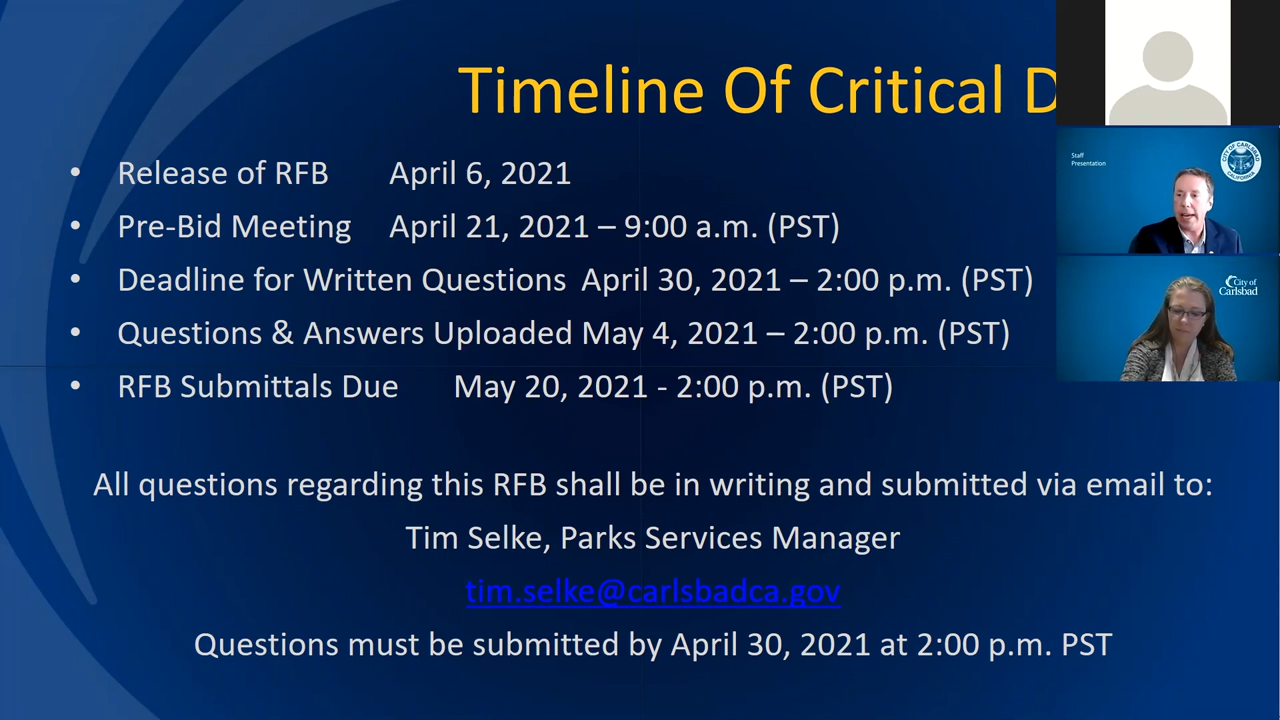 Timeline Of Critical D
• Release of RFB April 6, 2021
• Pre-Bid Meeting April 21, 2021 – 9:00 a.m. (PST)
• Deadline for Written Questions April 30, 2021 – 2:00 p.m. (PST)
• Questions & Answers Uploaded May 4, 2021 – 2:00 p.m. (PST)
• RFB Submittals Due May 20, 2021 - 2:00 p.m. (PST)
All questions regarding this RFB shall be in writing and submitted via email to:
Tim Selke, Parks Services Manager
tim.selke@carlsbadca.gov
Questions must be submitted by April 30, 2021 at 2:00 p.m. PST
Staff
Presentation
CITY OF CARLSBAD
CALIFORNIA
City of
Carlsbad